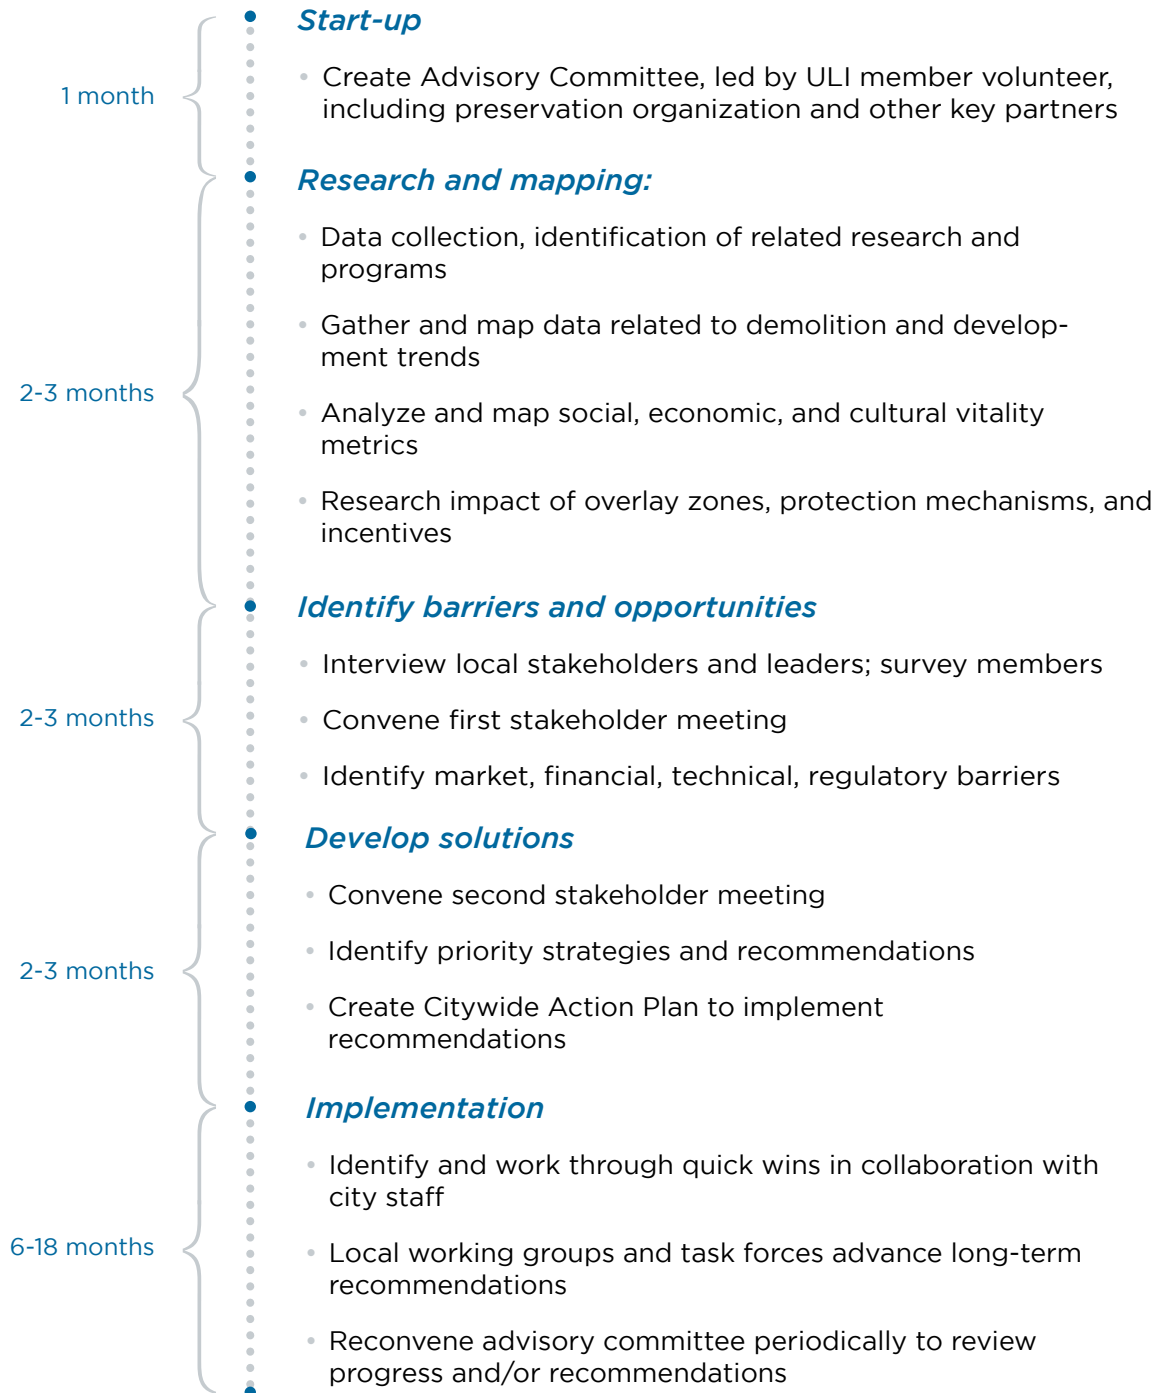 Start-up
1 month
• Create Advisory Committee, led by ULI member volunteer,
including preservation organization and other key partners
Research and mapping:
• Data collection, identification of related research and
programs
• Gather and map data related to demolition and develop-
ment trends
2-3 months
• Analyze and map social, economic, and cultural vitality
metrics
• Research impact of overlay zones, protection mechanisms, and
incentives
Identify barriers and opportunities
• Interview local stakeholders and leaders; survey members
2-3 months
• Convene first stakeholder meeting
• Identify market, financial, technical, regulatory barriers
Develop solutions
• Convene second stakeholder meeting
• Identify priority strategies and recommendations
2-3 months
• Create Citywide Action Plan to implement
recommendations
Implementation
• Identify and work through quick wins in collaboration with
city staff
6-18 months
• Local working groups and task forces advance long-term
recommendations
• Reconvene advisory committee periodically to review
progress and/or recommendations